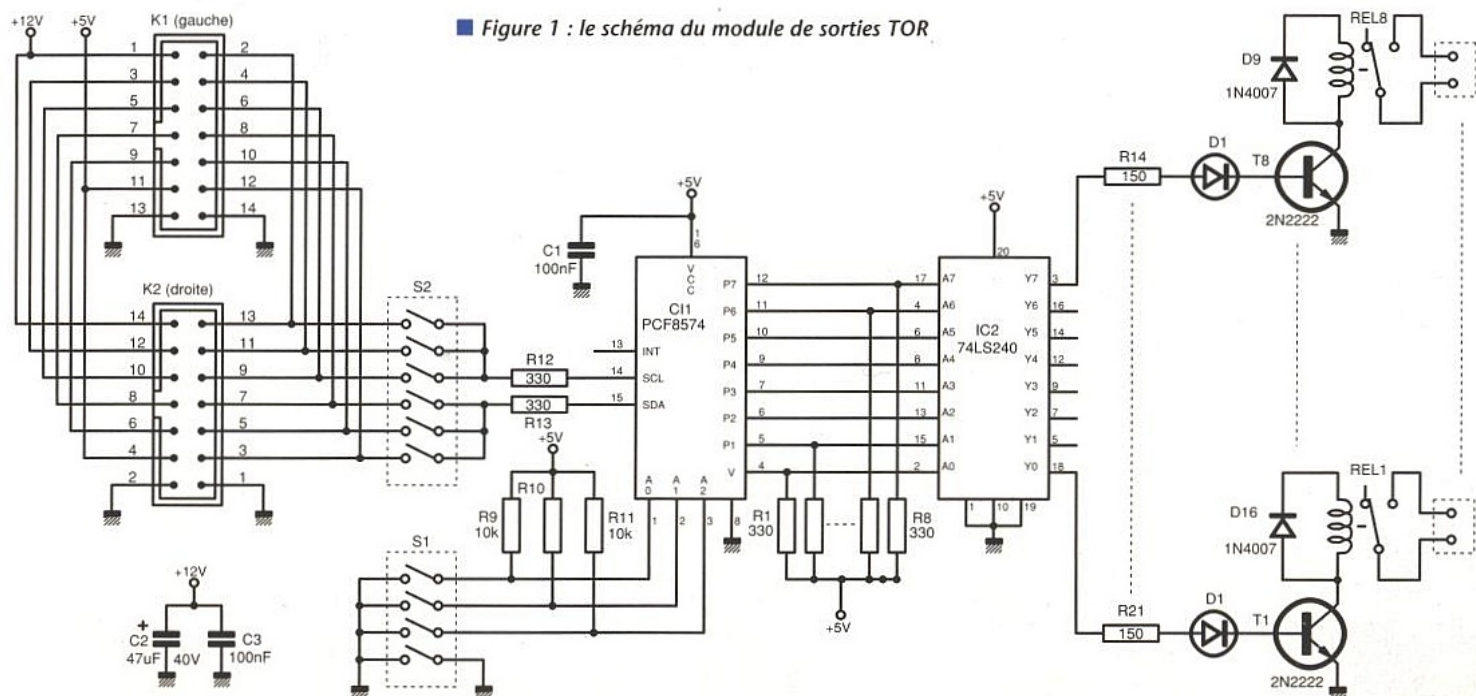 Figure 1 : le schéma du module de sorties TOR
+12V
+5V
K1 (gauche)
1
2
3
4
5
6
7
8
9
10
11
12
13
14
K2 (droite)
14
13
12
11
10
9
8
7
6
5
4
3
2
1
+12V
+
C2
47uF
40V
C3
100nF
S2
R12
330
330
R13
S1
+5V
R9
10k
R10
R11
10k
+5V
C1
100nF
1
6
V
C
C
CI1
PCF8574
13
INT
14
SCL
15
SDA
A
0
A
1
A
2
1
2
3
8
P7
12
P6
11
P5
10
P4
9
P3
7
P2
6
P1
5
V
4
R1
330
R8
330
+5V
+5V
20
IC2
74LS240
17
A7
4
A6
6
A5
8
A4
11
A3
13
A2
15
A1
2
A0
Y7
3
Y6
16
Y5
14
Y4
12
Y3
9
Y2
7
Y1
5
Y0
18
1
10
19
R14
150
D1
T8
2N2222
D9
1N4007
REL8
R21
150
D1
T1
2N2222
D16
1N4007
REL1